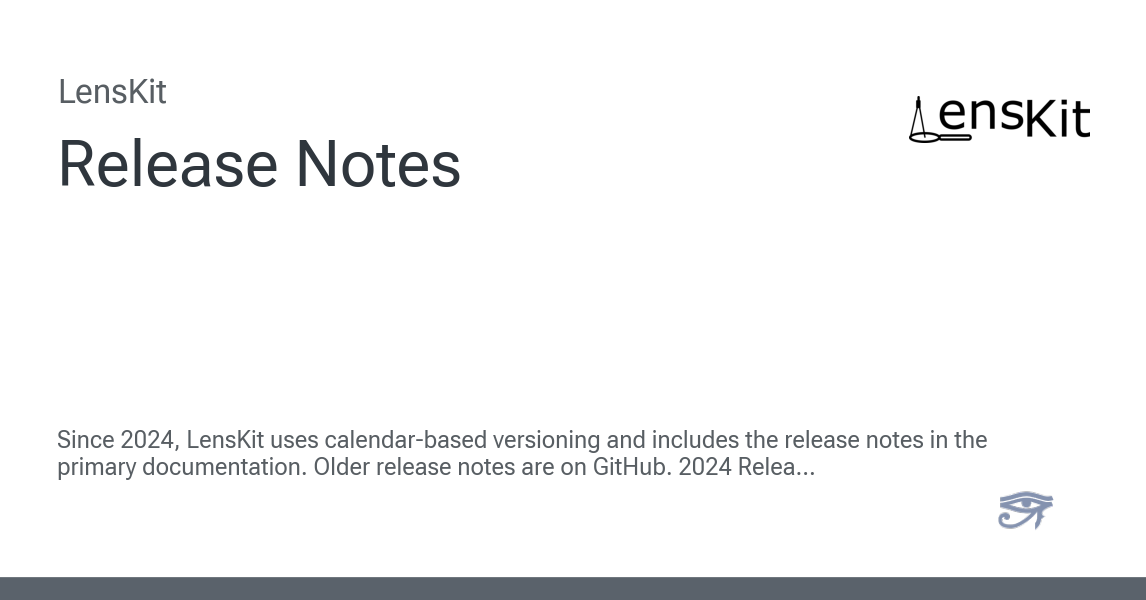 LensKit
LensKit
Release Notes
Since 2024, LensKit uses calendar-based versioning and includes the release notes in the
primary documentation. Older release notes are on GitHub. 2024 Relea...